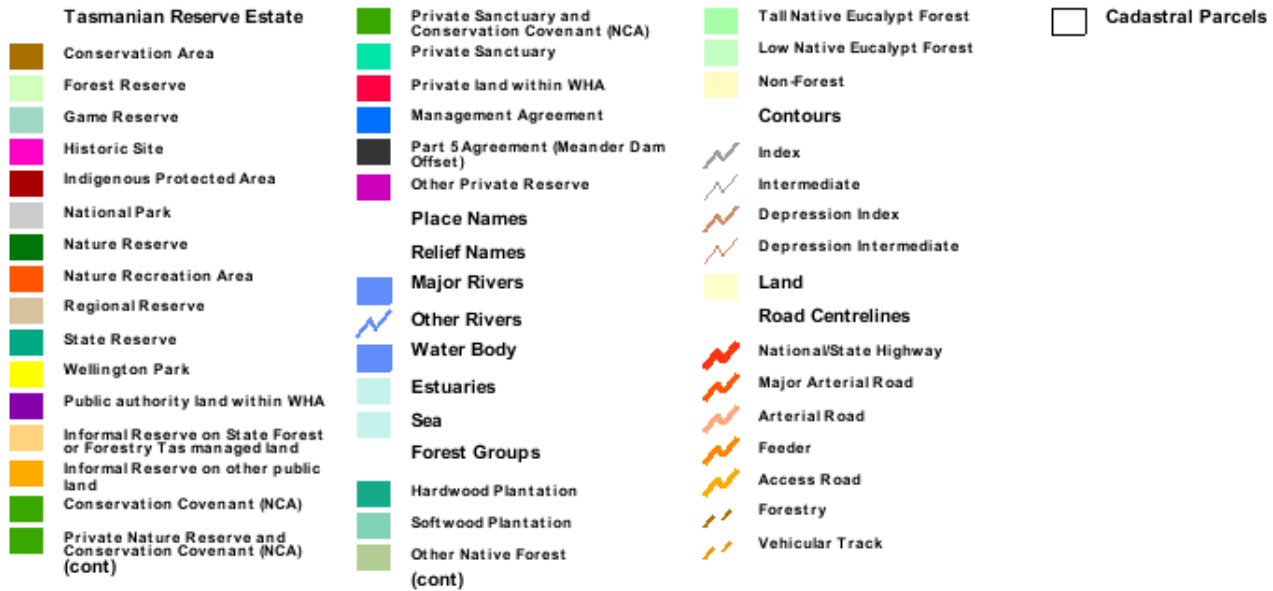 Tasmanian Reserve Estate
Conservation Area
Forest Reserve
Game Reserve
Historic Site
Indigenous Protected Area
National Park
Nature Reserve
Nature Recreation Area
Regional Reserve
State Reserve
Wellington Park
Public authority land within WHA
Informal Reserve on State Forest
or Forestry Tas managed land
Informal Reserve on other public
land
Conservation Covenant (NCA)
Private Nature Reserve and
Conservation Covenant (NCA)
(cont)
Private Sanctuary and
Conservation Covenant (NCA)
Private Sanctuary
Private land within WHA
Management Agreement
Part 5 Agreement (Meander Dam
Offset)
Other Private Reserve
Place Names
Relief Names
Major Rivers
Other Rivers
Water Body
Estuaries
Sea
Forest Groups
Hardwood Plantation
Softwood Plantation
Other Native Forest
(cont)
Tall Native Eucalypt Forest
Low Native Eucalypt Forest
Non-Forest
Contours
Index
Intermediate
Depression Index
Depression Intermediate
Land
Road Centrelines
National/State Highway
Major Arterial Road
Arterial Road
Feeder
Access Road
Forestry
Vehicular Track
Cadastral Parcels